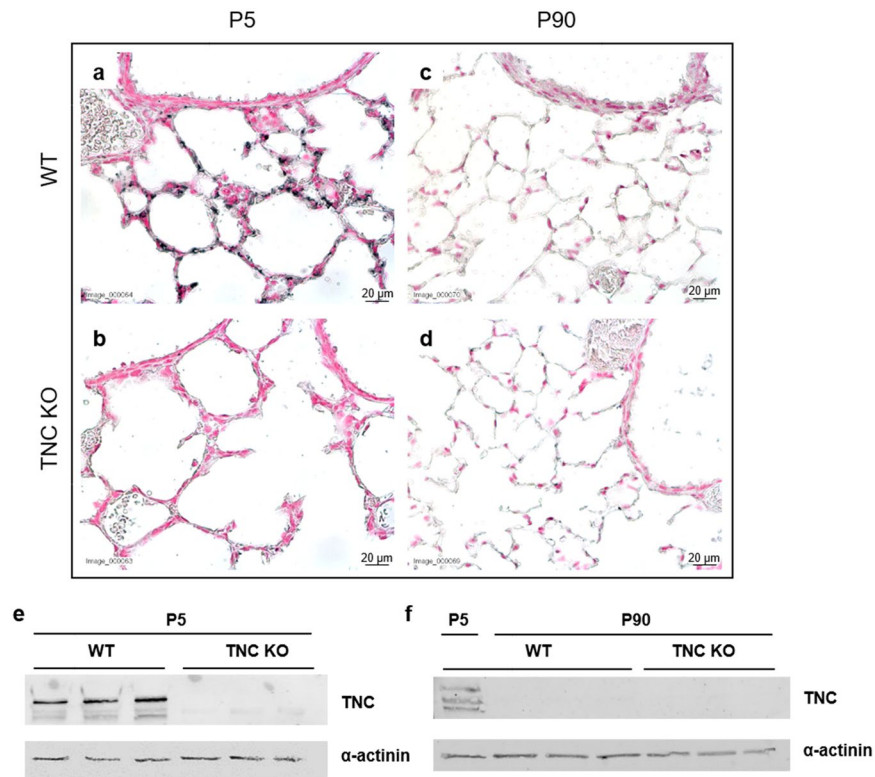 P5 P90
WT
a
c
Image_000064
20 µm
Image_000070
20 µm
TNC KO
b
d
Image_000063
20 µm
Image_000069
20 µm
e
P5
WT TNC KO
TNC
α-actinin
f
P5 P90
WT TNC KO
TNC
α-actinin